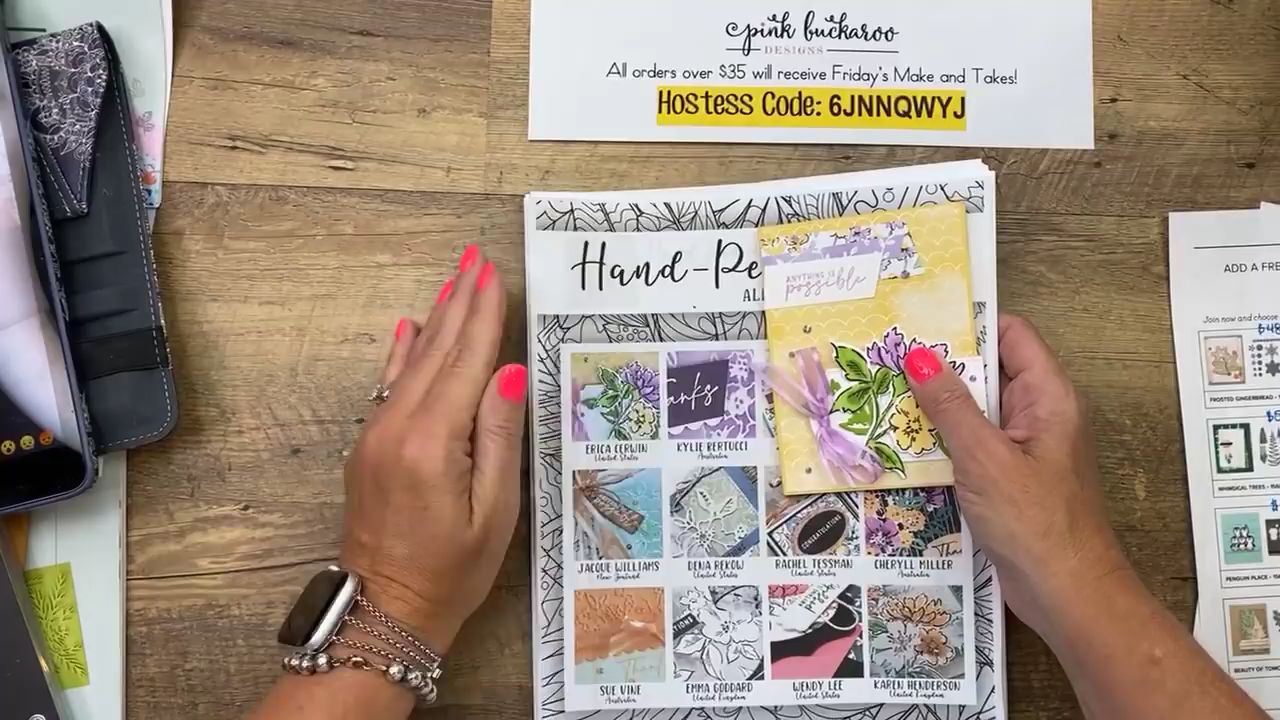 pink buckaroo
DESIGNS
All orders over $35 will receive Friday's Make and Takes!
Hostess Code: 6JNNQWYJ
Hand-Pe
ANYTHING IS
possible
anks
ERICA CERWIN
United States
KYLIE BERTUCCI
Australia
JACQUE WILLIAMS
New Zealand
DENA REKOW
United States
CONGRATULATIONS
RACHEL TESSMAN
United States
CHERYLL MILLER
Australia
SUE VINE
Australia
EMMA GODDARD
United Kingdom
WENDY LEE
United States
KAREN HENDERSON
United Kingdom
ADD A FRE
Join now and choose
FROSTED GINGERBREAD
WHIMSICAL TREES
PENGUIN PLACE
BEAUTY OF TOM